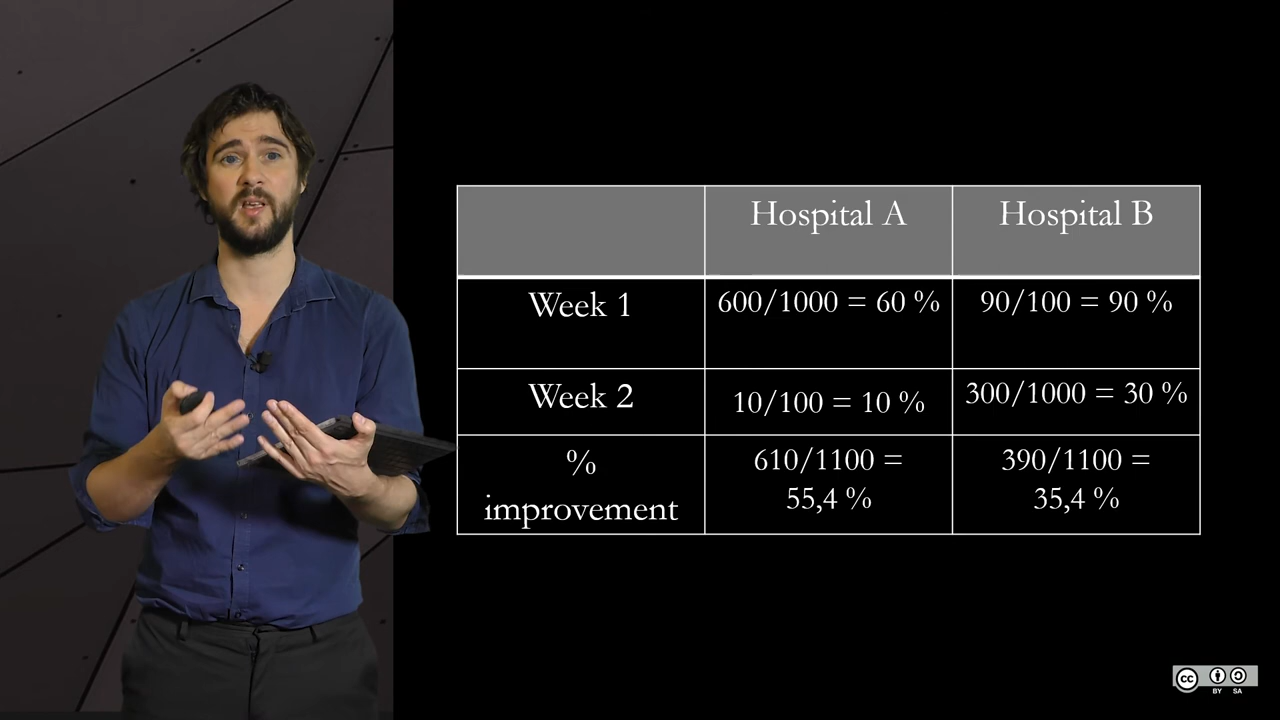 Hospital A Hospital B
Week 1 600/1000 = 60 % 90/100 = 90 %
Week 2 10/100 = 10 % 300/1000 = 30 %
% improvement 610/1100 = 55,4 % 390/1100 = 35,4 %
cc BY SA